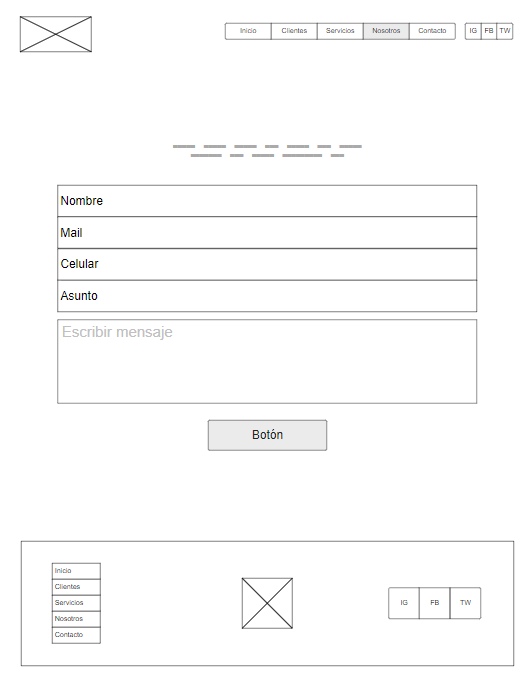 Inicio Clientes Servicios Nosotros Contacto IG FB TW
Nombre
Mail
Celular
Asunto
Escribir mensaje
Botón
Inicio
Clientes
Servicios
Nosotros
Contacto
IG FB TW